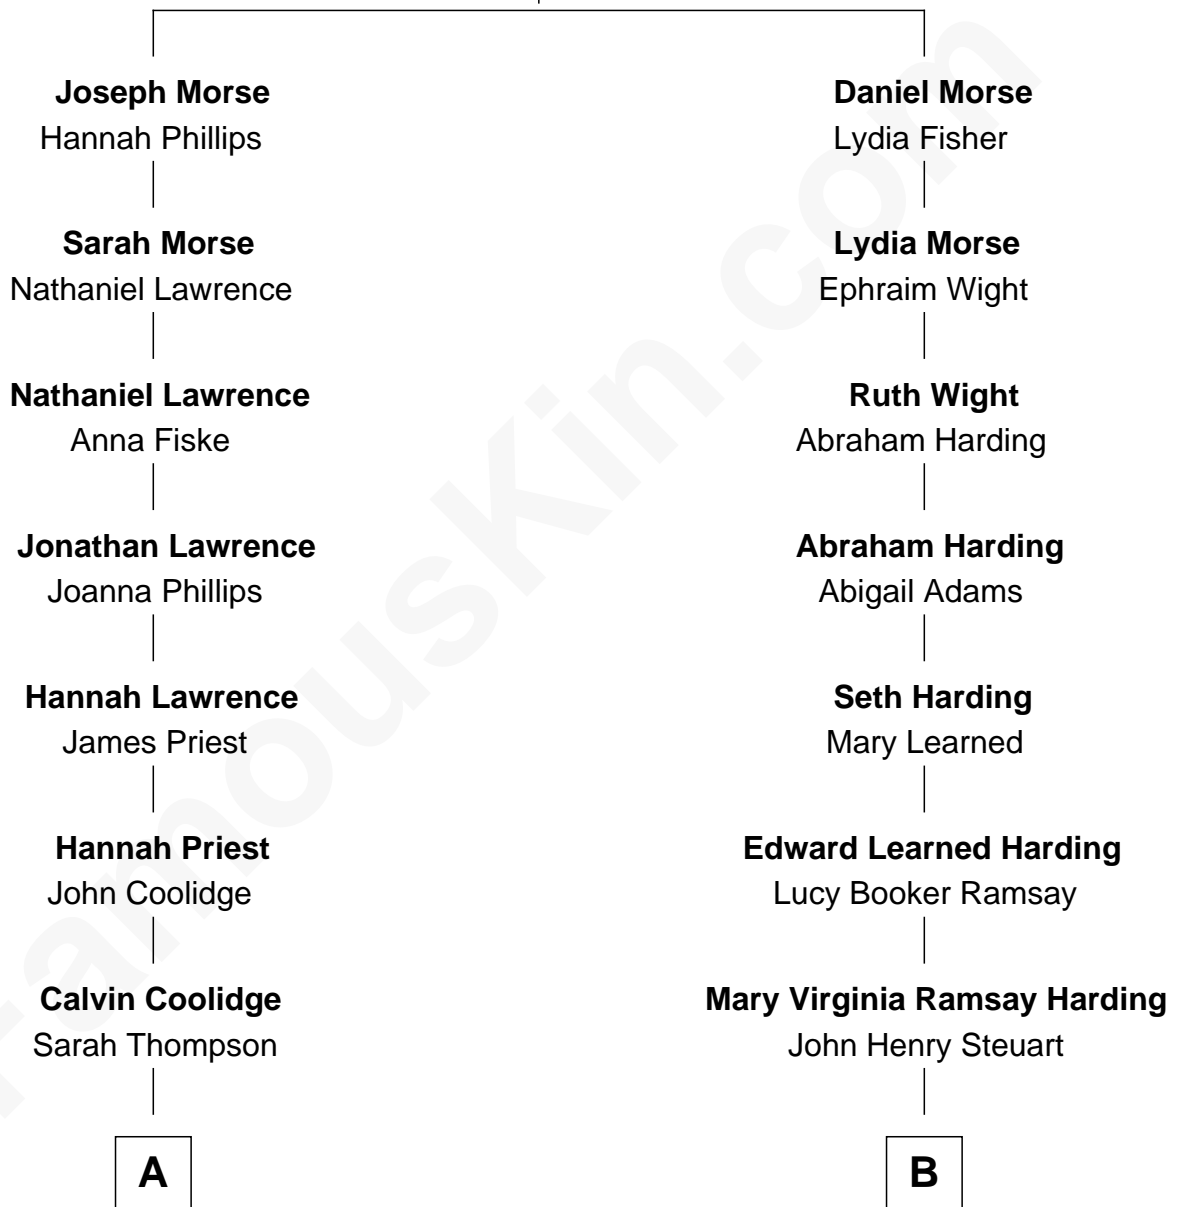 Joseph Morse
Hannah Phillips
Sarah Morse
Nathaniel Lawrence
Nathaniel Lawrence
Anna Fiske
Jonathan Lawrence
Joanna Phillips
Hannah Lawrence
James Priest
Hannah Priest
John Coolidge
Calvin Coolidge
Sarah Thompson
A
Daniel Morse
Lydia Fisher
Lydia Morse
Ephraim Wight
Ruth Wight
Abraham Harding
Abraham Harding
Abigail Adams
Seth Harding
Mary Learned
Edward Learned Harding
Lucy Booker Ramsay
Mary Virginia Ramsay Harding
John Henry Steuart
B
FamousKin.com